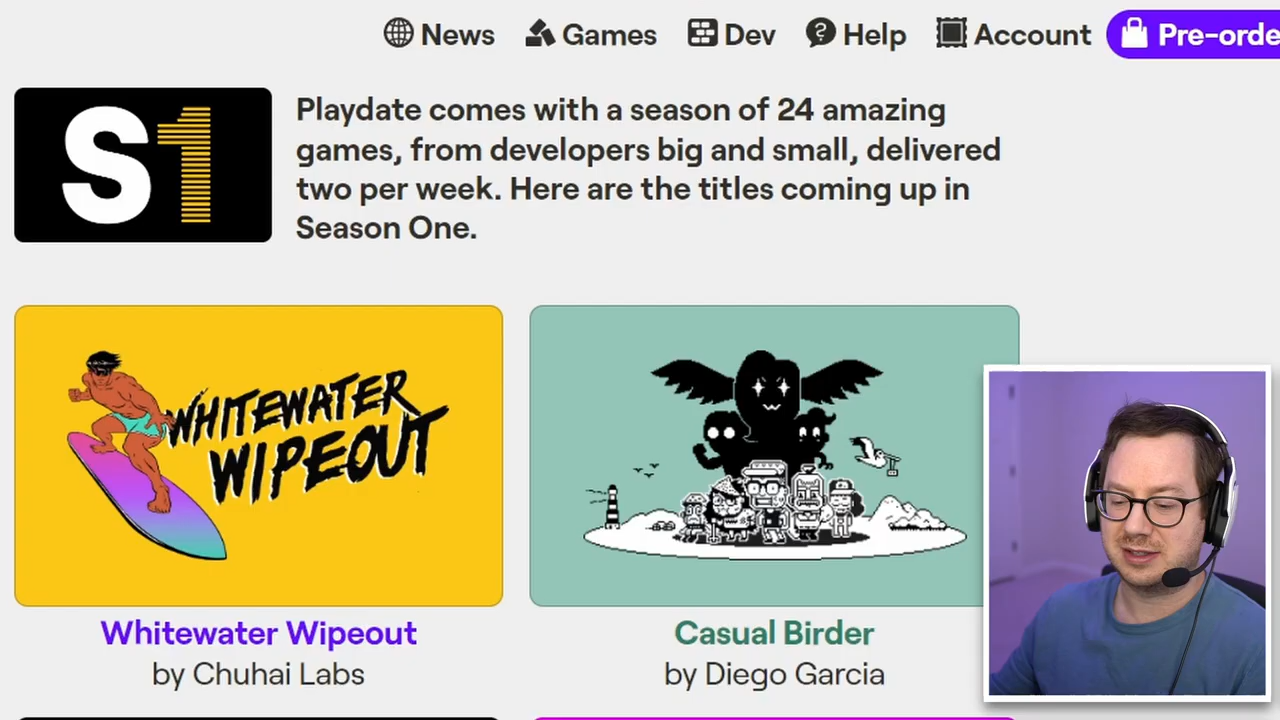 News Games Dev Help Account Pre-orde
S1
Playdate comes with a season of 24 amazing
games, from developers big and small, delivered
two per week. Here are the titles coming up in
Season One.
WHITEWATER
WIPEOUT
Whitewater Wipeout
by Chuhai Labs
Casual Birder
by Diego Garcia